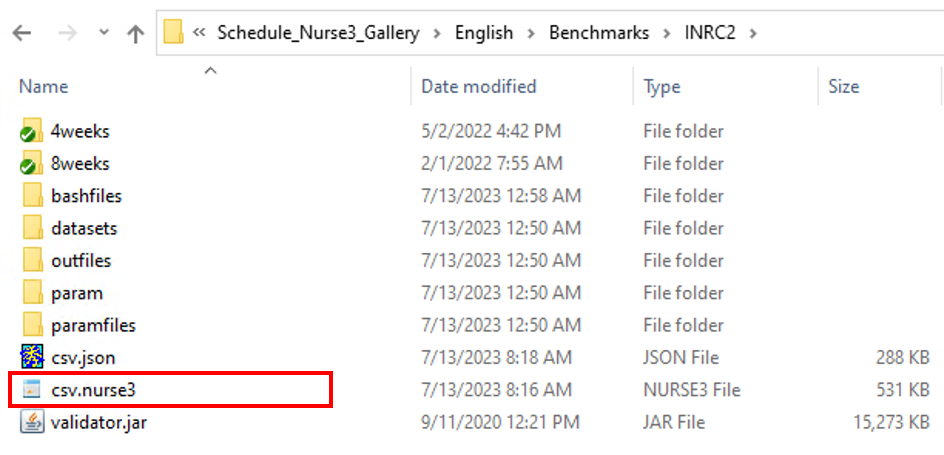 « Schedule_Nurse3_Gallery > English > Benchmarks > INRC2 >
Name Date modified Type Size
4weeks 5/2/2022 4:42 PM File folder
8weeks 2/1/2022 7:55 AM File folder
bashfiles 7/13/2023 12:58 AM File folder
datasets 7/13/2023 12:50 AM File folder
outfiles 7/13/2023 12:50 AM File folder
param 7/13/2023 12:50 AM File folder
paramfiles 7/13/2023 12:50 AM File folder
csv.json 7/13/2023 8:18 AM JSON File 288 KB
csv.nurse3 7/13/2023 8:16 AM NURSE3 File 531 KB
validator.jar 9/11/2020 12:21 PM JAR File 15,273 KB